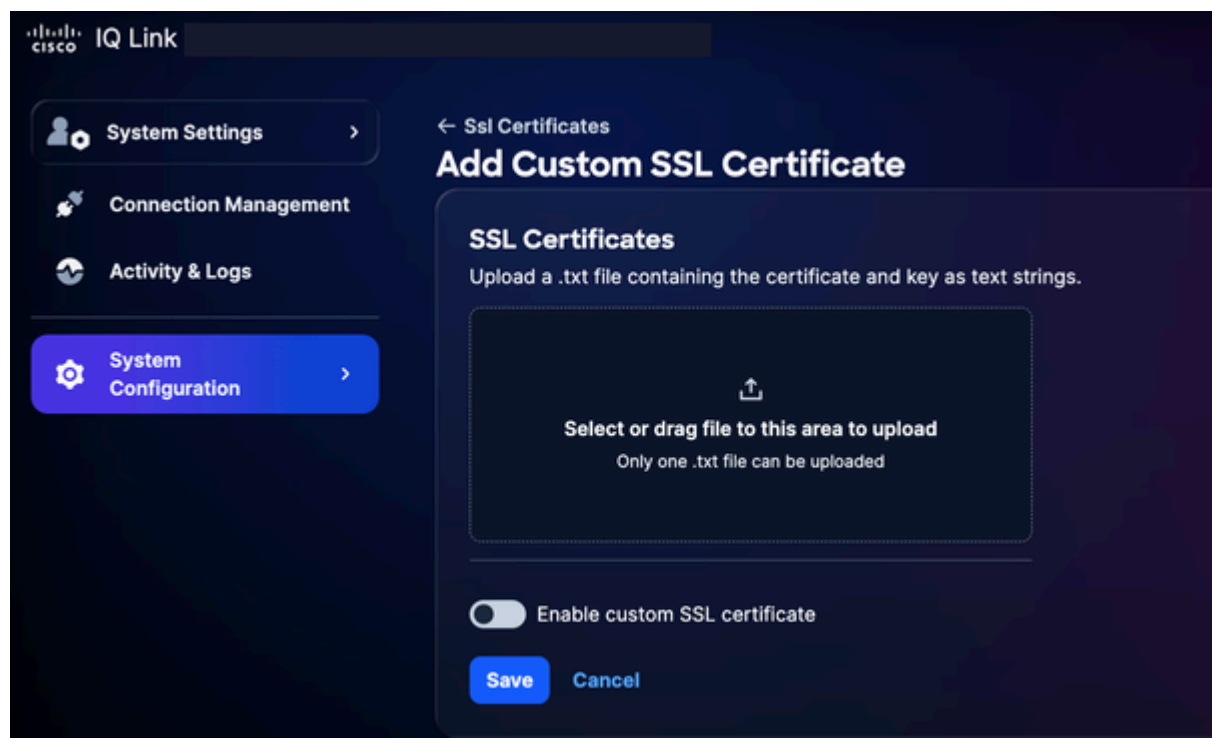 cisco IQ Link
System Settings
Connection Management
Activity & Logs
System
Configuration
← Ssl Certificates
Add Custom SSL Certificate
SSL Certificates
Upload a .txt file containing the certificate and key as text strings.
Select or drag file to this area to upload
Only one .txt file can be uploaded
Enable custom SSL certificate
Save Cancel